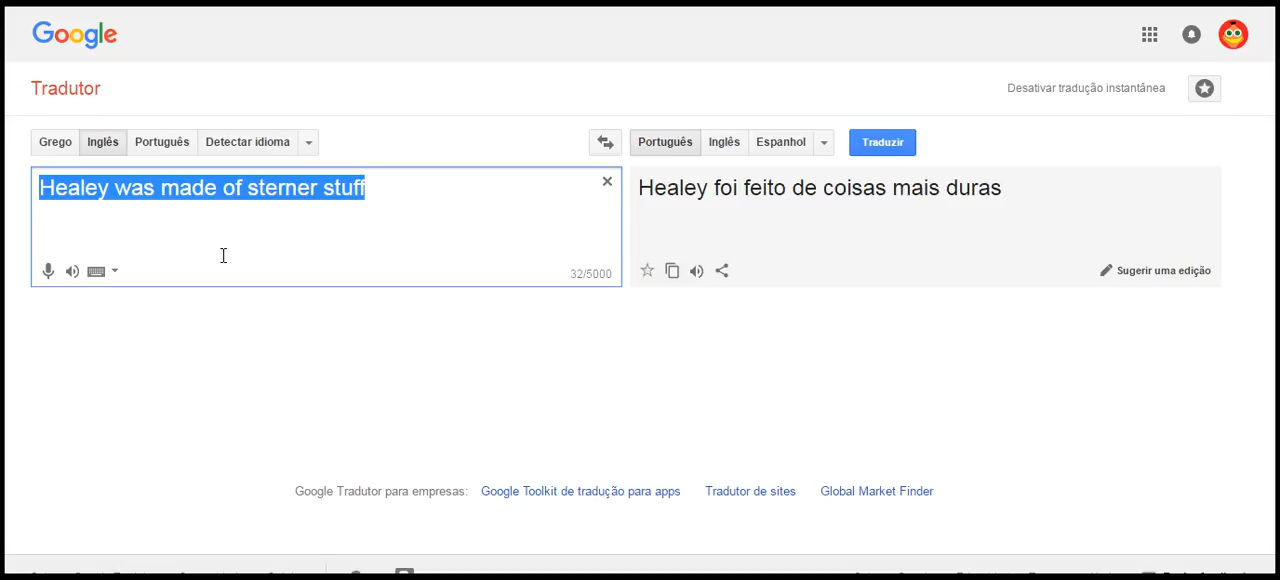 Google
Tradutor
Desativar tradução instantânea
Grego Inglês Português Detectar idioma
Português Inglês Espanhol Traduzir
Healey was made of sterner stuff
Healey foi feito de coisas mais duras
32/5000
Sugerir uma edição
Google Tradutor para empresas: Google Toolkit de tradução para apps Tradutor de sites Global Market Finder